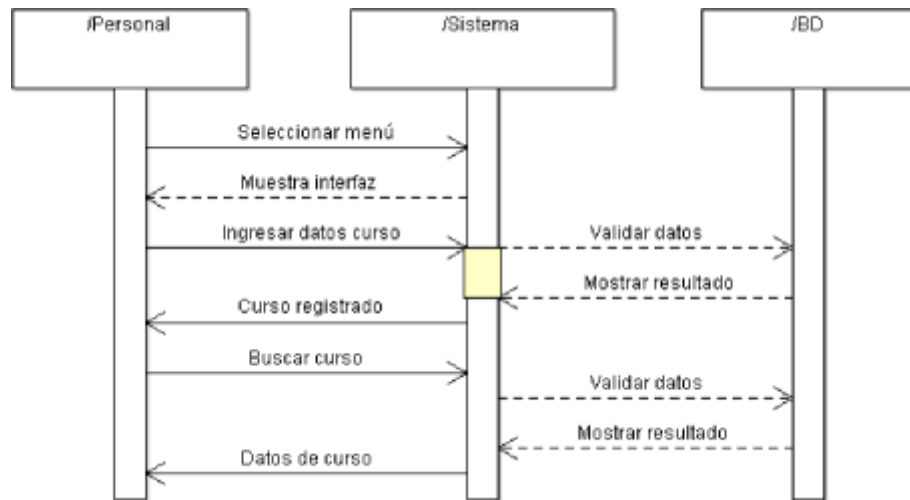 /Personal
/Sistema
/BD
Seleccionar menú
Muestra interfaz
Ingresar datos curso
Validar datos
Mostrar resultado
Curso registrado
Buscar curso
Validar datos
Mostrar resultado
Datos de curso